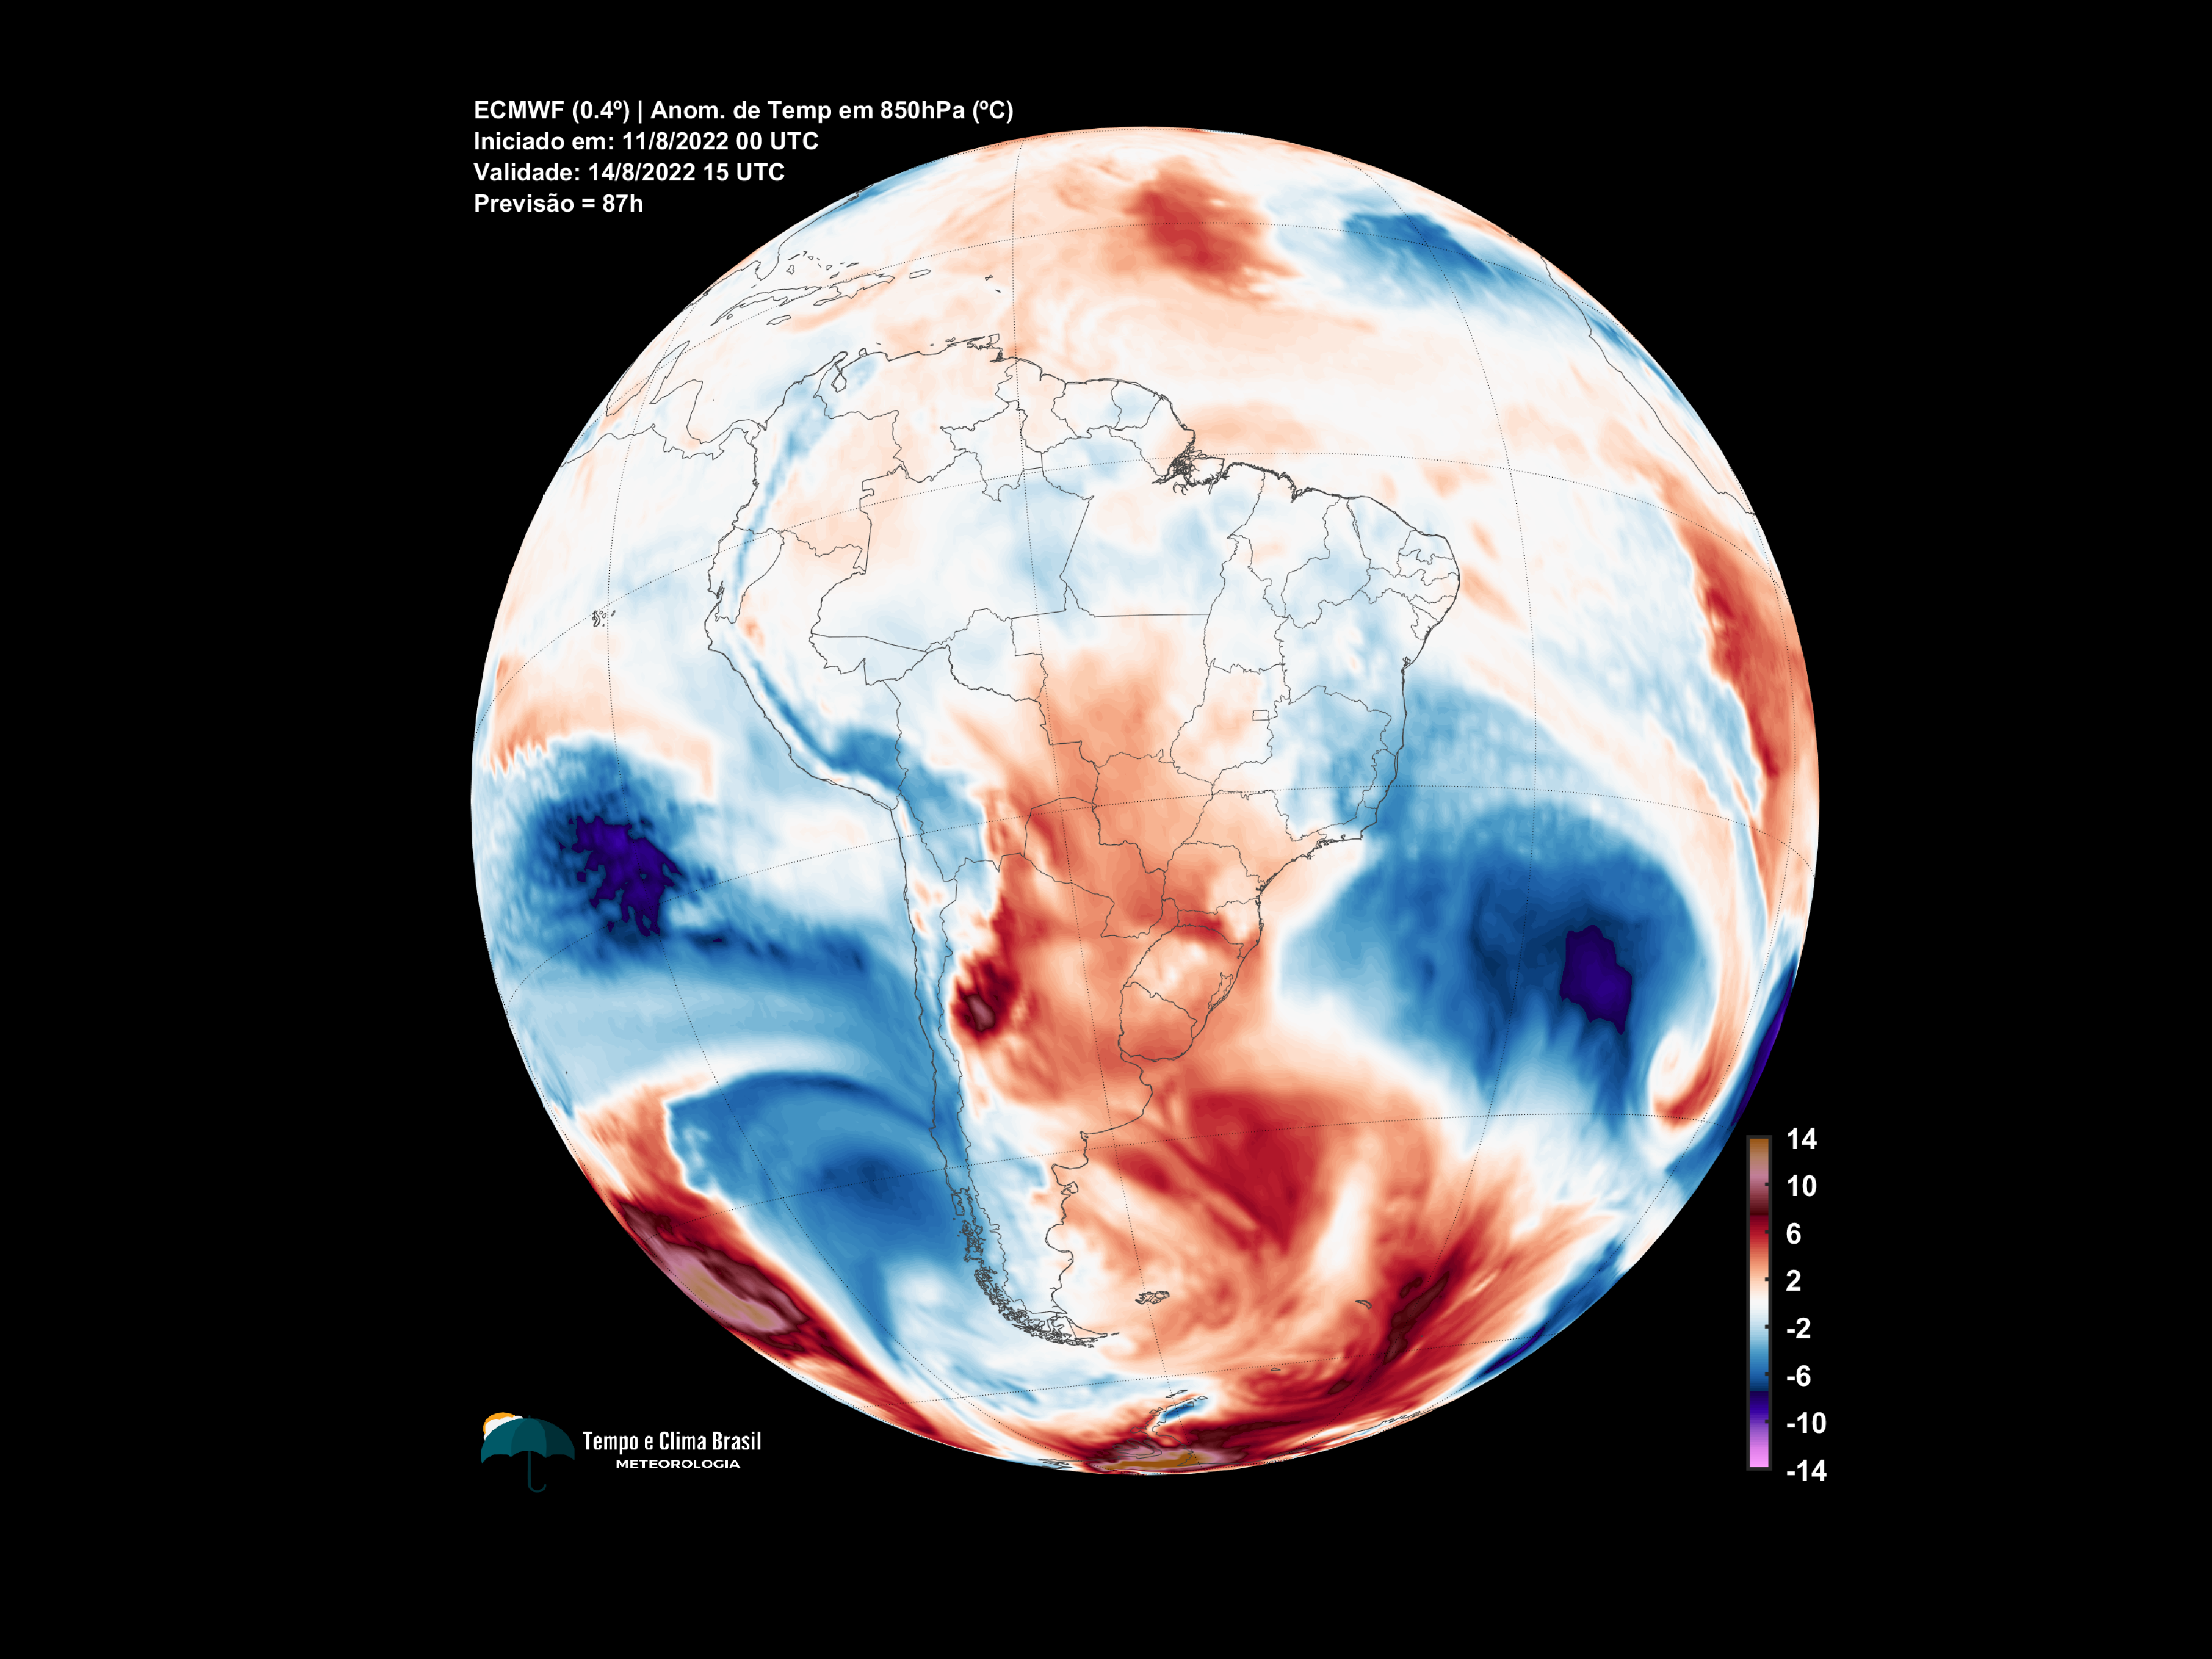 ECMWF (0.4º) | Anom. de Temp em 850hPa (ºC)
Iniciado em: 11/8/2022 00 UTC
Validade: 14/8/2022 15 UTC
Previsão = 87h
14
10
6
2
-2
-6
-10
-14
Tempo e Clima Brasil
METEOROLOGIA